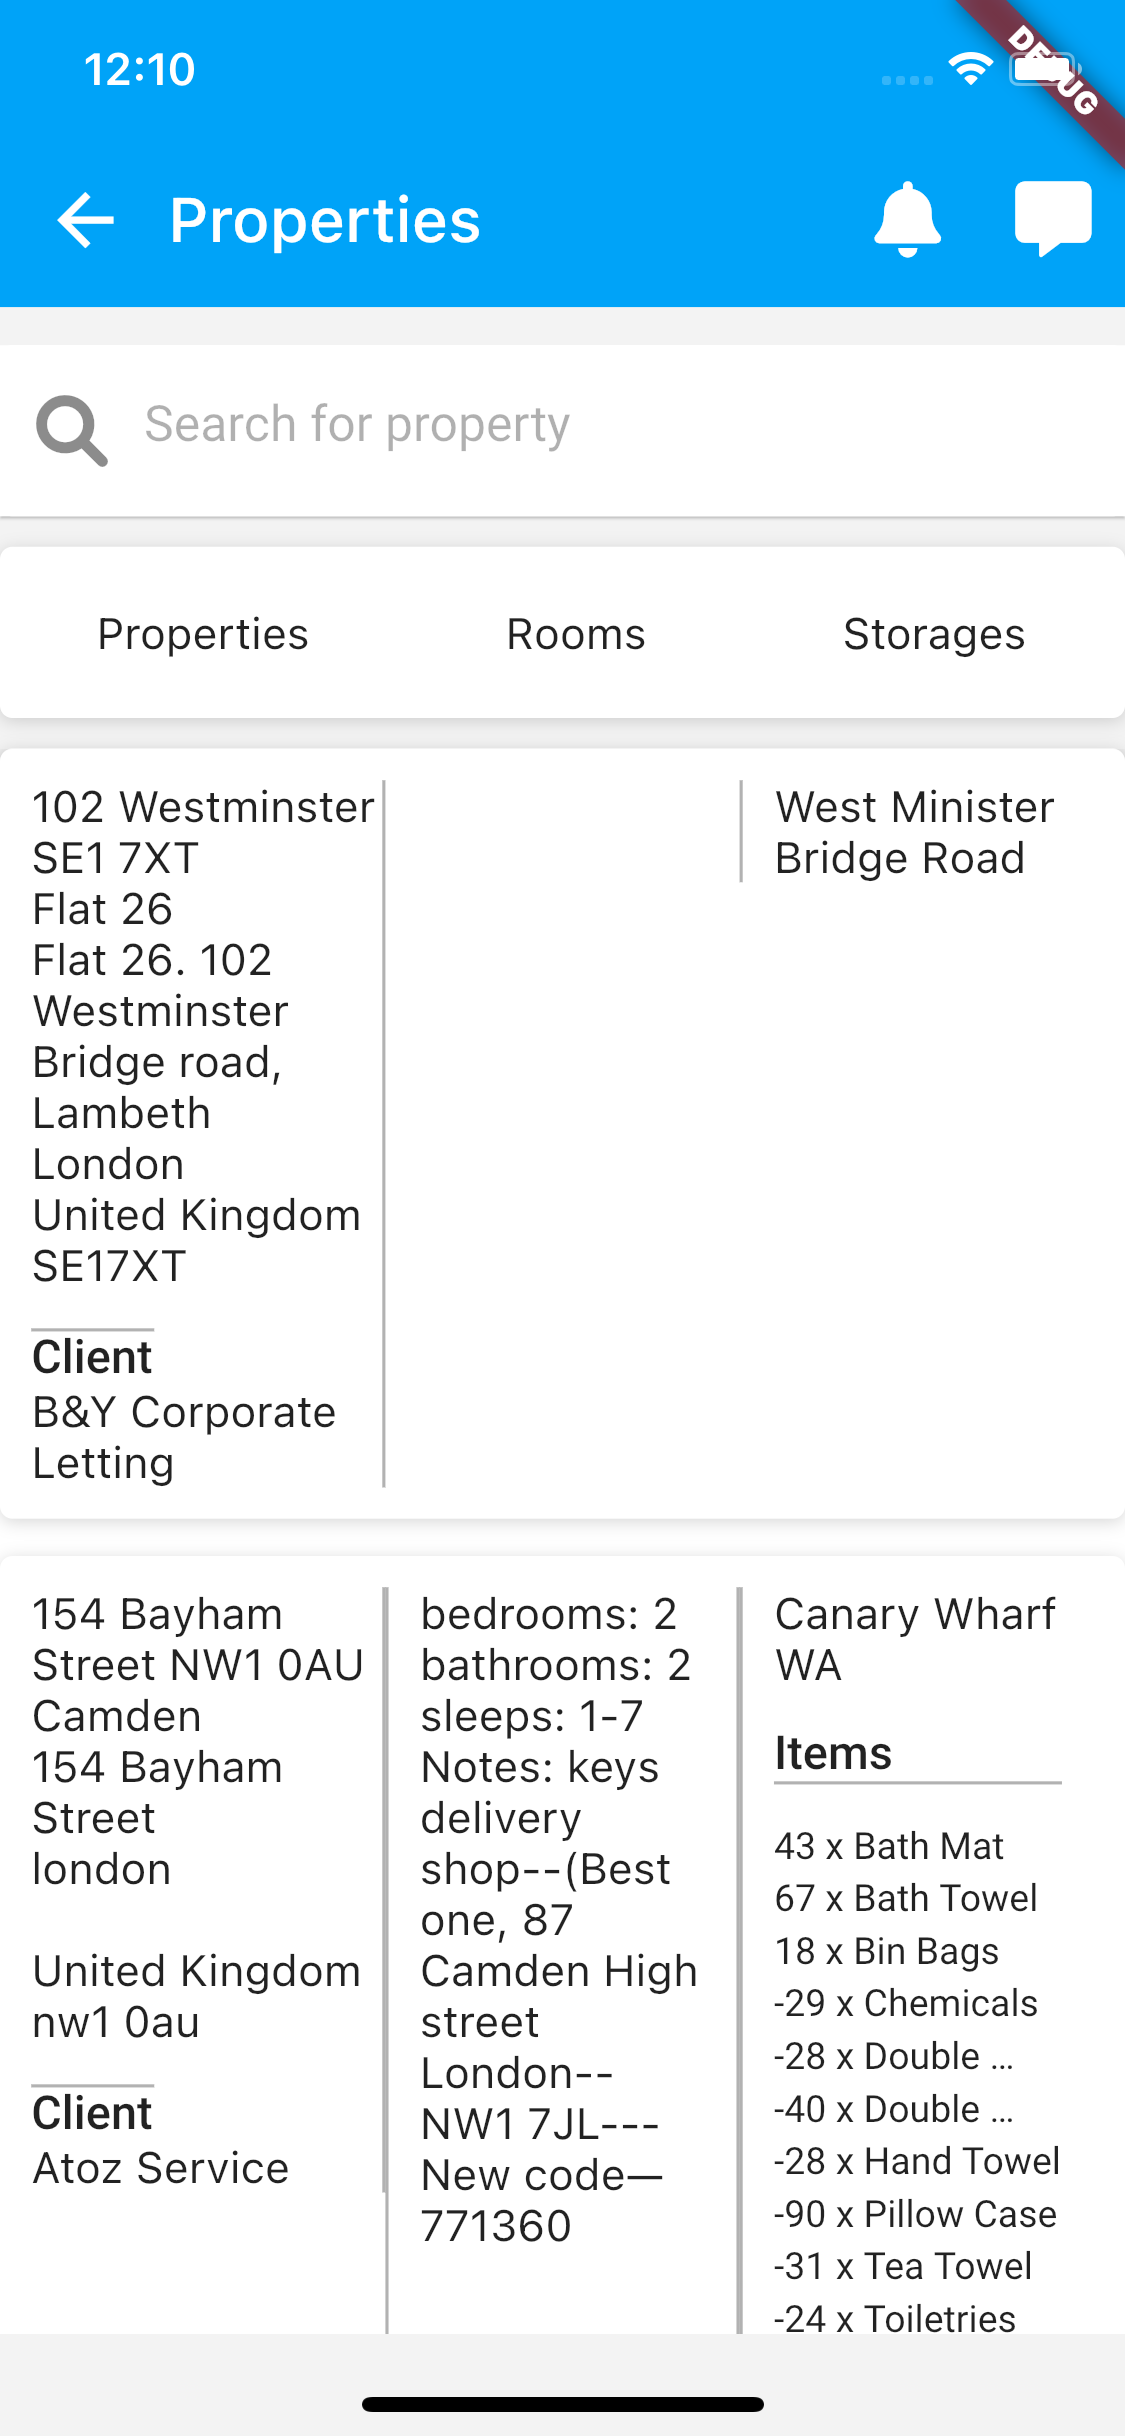 12:10
DEBUG
Properties
Search for property
Properties
Rooms
Storages
102 Westminster
SE1 7XT
Flat 26
Flat 26. 102
Westminster
Bridge road,
Lambeth
London
United Kingdom
SE17XT
Client
B&Y Corporate
Letting
West Minister
Bridge Road
154 Bayham
Street NW1 0AU
Camden
154 Bayham
Street
london
United Kingdom
nw1 0au
Client
Atoz Service
bedrooms: 2
bathrooms: 2
sleeps: 1-7
Notes: keys
delivery
shop--(Best
one, 87
Camden High
street
London--
NW1 7JL---
New code—
771360
Canary Wharf
WA
Items
43 x Bath Mat
67 x Bath Towel
18 x Bin Bags
-29 x Chemicals
-28 x Double ...
-40 x Double ...
-28 x Hand Towel
-90 x Pillow Case
-31 x Tea Towel
-24 x Toiletries